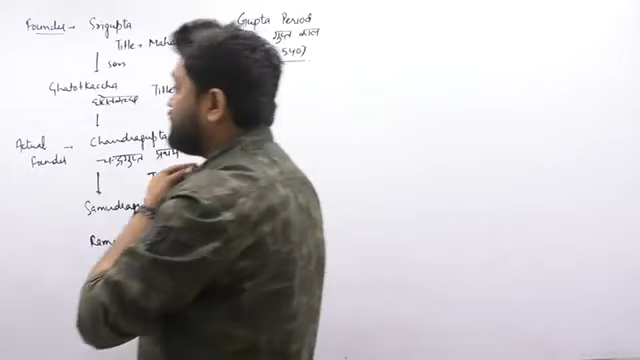 Founder → Srigupta
Gupta Period
गुप्त काल
Title → Maha
540)
↓ son
Ghatotkaccha
Title
घटोत्कच
↓
Actual founder → Chandragupta
चन्द्रगुप्त प्रथम
↓
Samudragup
Rem